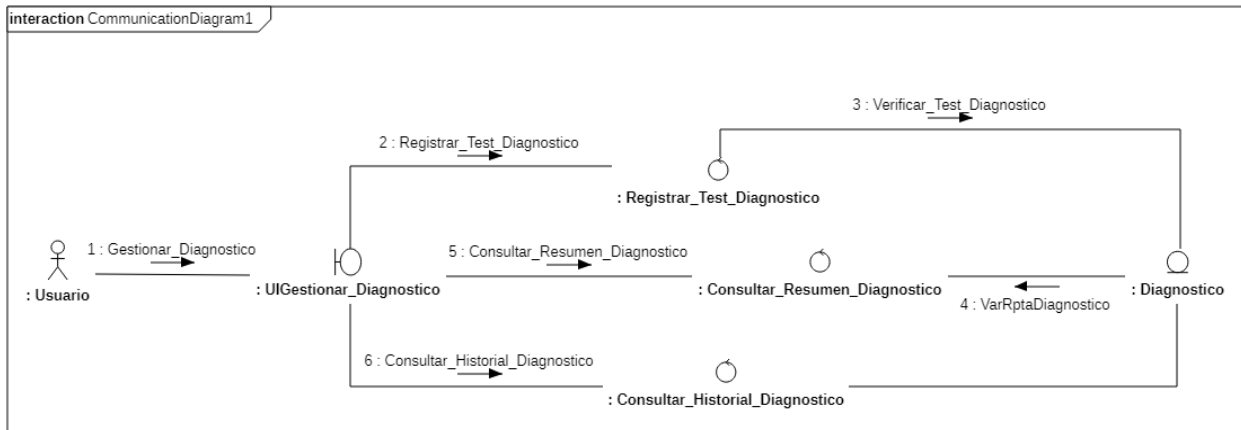 interaction CommunicationDiagram1
3 : Verificar_Test_Diagnostico
2 : Registrar_Test_Diagnostico
: Registrar_Test_Diagnostico
1 : Gestionar_Diagnostico
5 : Consultar_Resumen_Diagnostico
: Usuario
: UIGestionar_Diagnostico
: Consultar_Resumen_Diagnostico
: Diagnostico
4 : VarRptaDiagnostico
6 : Consultar_Historial_Diagnostico
: Consultar_Historial_Diagnostico